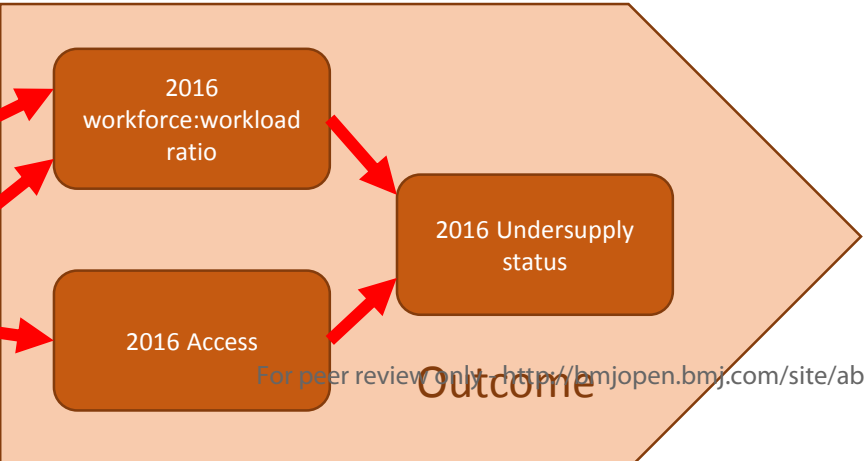 2016
workforce:workload
ratio
2016 Undersupply
status
2016 Access
For peer review only - http://bmjopen.bmj.com/site/ab
Outcome